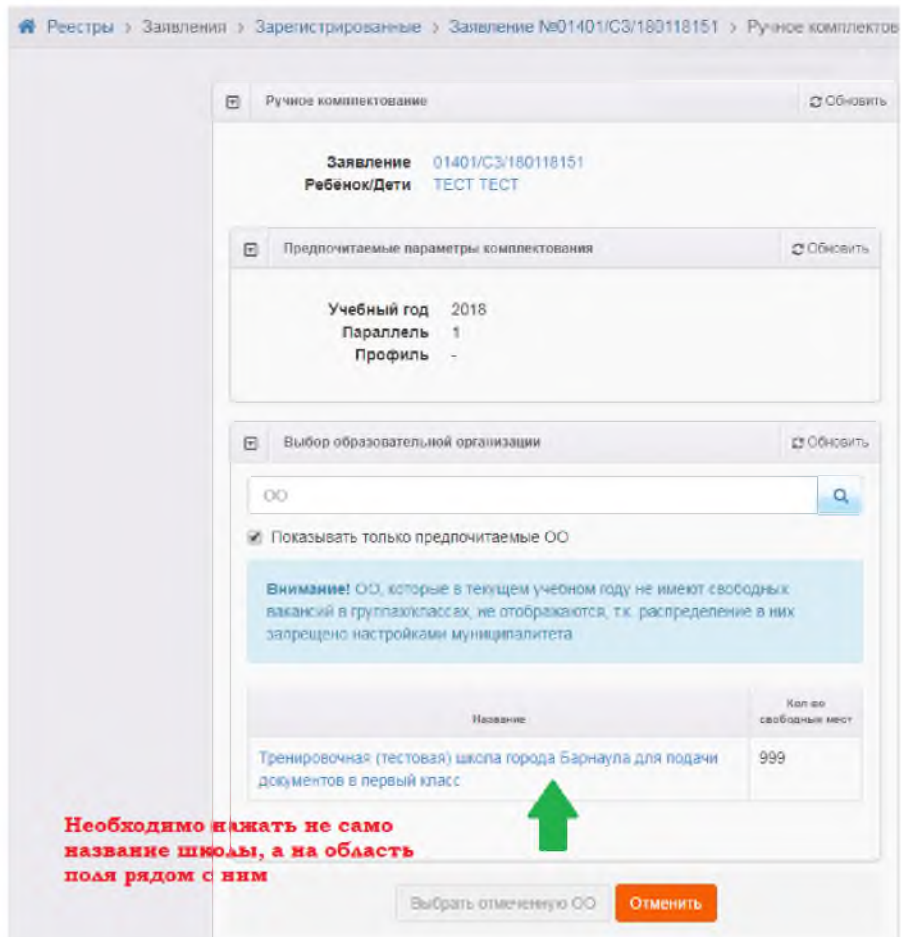 Реестры > Заявления > Зарегистрированные > Заявление №01401/СЗ/180118151 > Ручное комплектов
Ручное комплектование
Обновить
Заявление 01401/СЗ/180118151
Ребенок/Дети ТЕСТ ТЕСТ
Предпочитаемые параметры комплектования
Обновить
Учебный год 2018
Параллель 1
Профиль -
Выбор образовательной организации
Обновить
ОО
Показывать только предпочитаемые ОО
Внимание! ОО, которые в текущем учебном году не имеют свободных
вакансий в группах/классах, не отображаются, т.к. распределение в них
запрещено настройками муниципалитета
Название
Кол-во
свободных мест
Тренировочная (тестовая) школа города Барнаула для подачи
документов в первый класс
999
Необходимо нажать не само
название школы, а на область
поля рядом с ним
Выбрать отмеченную ОО
Отменить